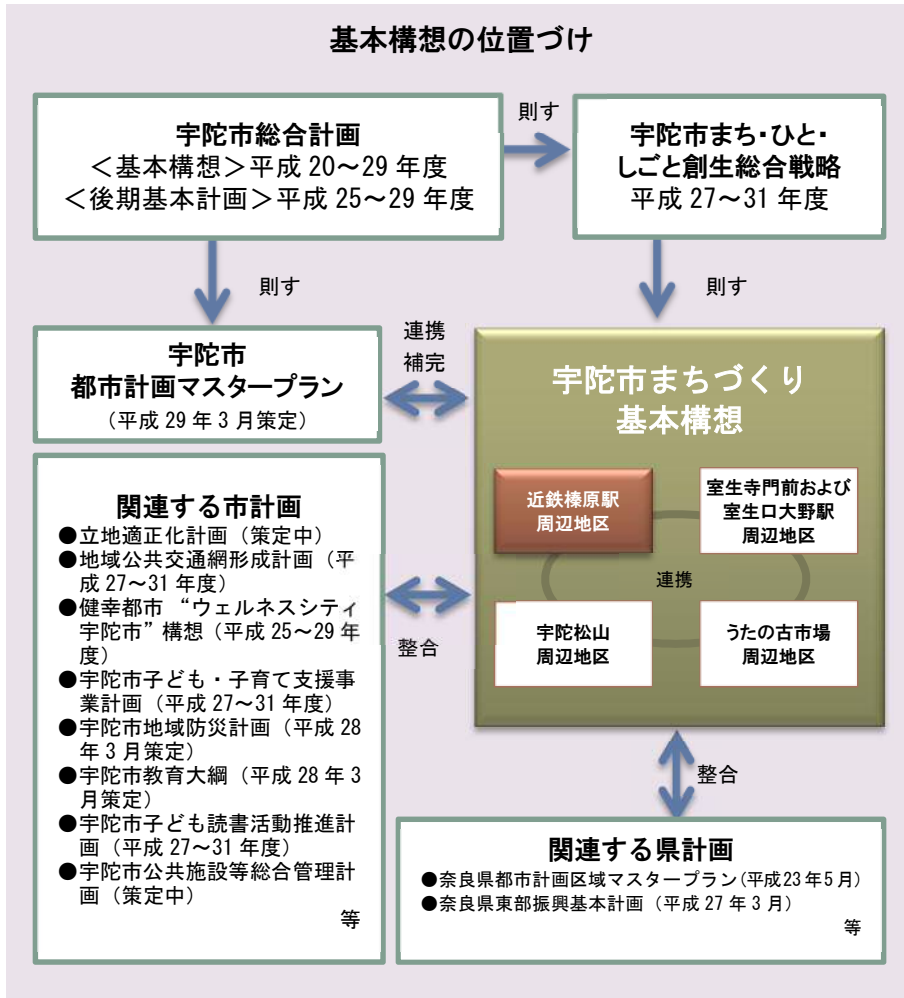 基本構想の位置づけ
宇陀市総合計画
＜基本構想＞平成 20～29 年度
＜後期基本計画＞平成 25～29 年度
則す
宇陀市まち・ひと・
しごと創生総合戦略
平成 27～31 年度
則す
則す
宇陀市
都市計画マスタープラン
（平成 29 年 3 月策定）
連携
補完
宇陀市まちづくり
基本構想
近鉄榛原駅
周辺地区
室生寺門前および
室生口大野駅
周辺地区
連携
宇陀松山
周辺地区
うたの古市場
周辺地区
関連する市計画
●立地適正化計画（策定中）
●地域公共交通網形成計画（平
成 27～31 年度）
●健幸都市 “ウェルネスシティ
宇陀市”構想（平成 25～29 年
度）
●宇陀市子ども・子育て支援事
業計画（平成 27～31 年度）
●宇陀市地域防災計画（平成 28
年 3 月策定）
●宇陀市教育大綱（平成 28 年 3
月策定）
●宇陀市子ども読書活動推進計
画（平成 27～31 年度）
●宇陀市公共施設等総合管理計
画（策定中）
等
整合
整合
関連する県計画
●奈良県都市計画区域マスタープラン（平成23年5月）
●奈良県東部振興基本計画（平成 27 年 3 月）
等